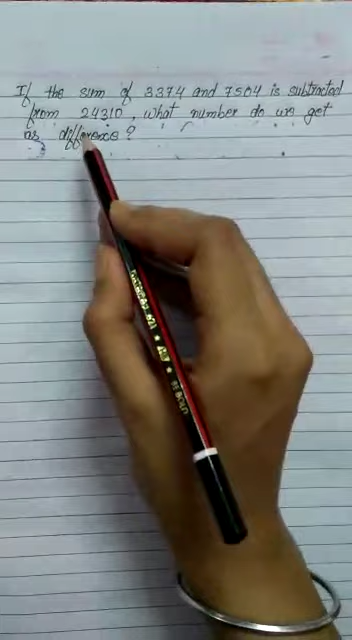 If the sum of 3374 and 7504 is subtracted
from 24310, what number do we get
as difference?